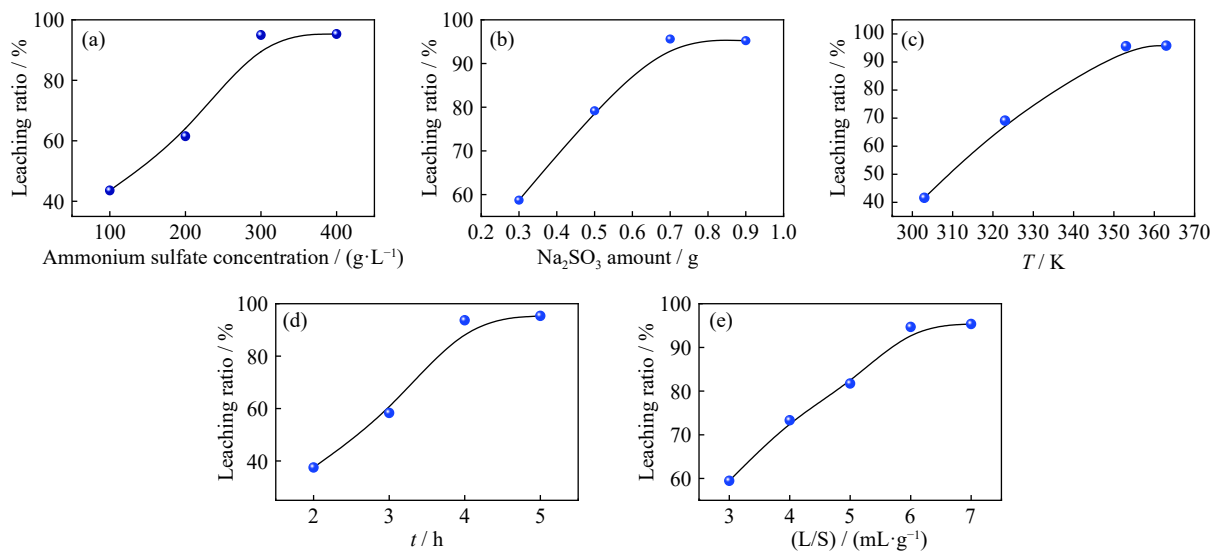 (a)
Leaching ratio / %
100
80
60
40
100 200 300 400
Ammonium sulfate concentration / (g·L⁻¹)
(b)
Leaching ratio / %
100
90
80
70
60
0.2 0.3 0.4 0.5 0.6 0.7 0.8 0.9 1.0
Na₂SO₃ amount / g
(c)
Leaching ratio / %
100
90
80
70
60
50
40
300 310 320 330 340 350 360 370
T / K
(d)
Leaching ratio / %
100
80
60
40
2 3 4 5
t / h
(e)
Leaching ratio / %
100
90
80
70
60
3 4 5 6 7
(L/S) / (mL·g⁻¹)